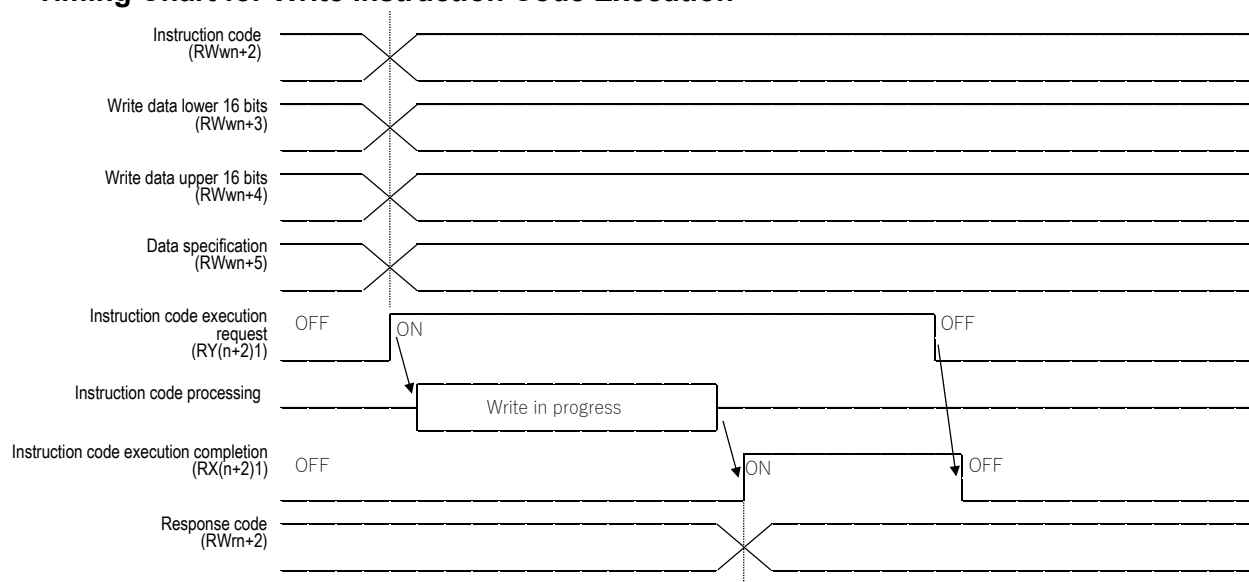 Timing Chart for Write Instruction Code Execution
Instruction code
(RWwn+2)
Write data lower 16 bits
(RWwn+3)
Write data upper 16 bits
(RWwn+4)
Data specification
(RWwn+5)
Instruction code execution
request
(RY(n+2)1)
OFF
ON
OFF
Instruction code processing
Write in progress
Instruction code execution completion
(RX(n+2)1)
OFF
ON
OFF
Response code
(RWrn+2)